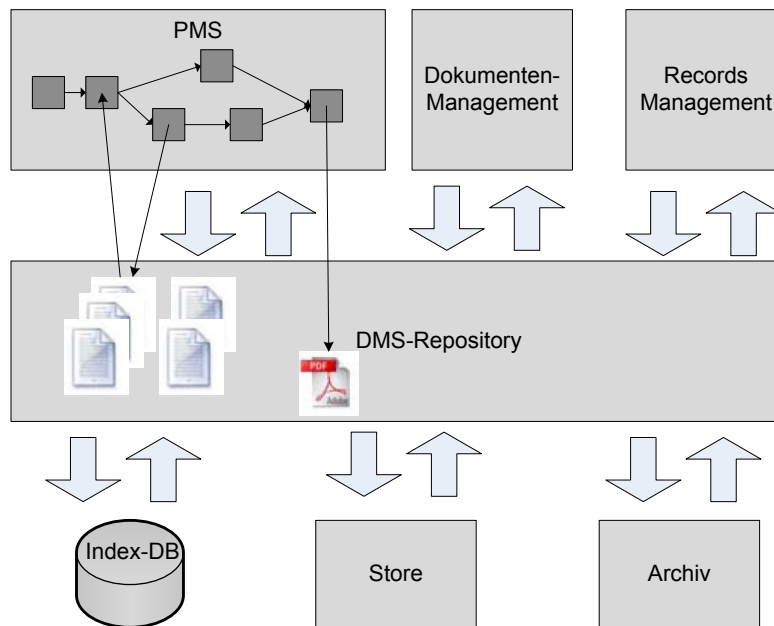 PMS
Dokumenten-
Management
Records
Management
DMS-Repository
PDF
Adobe
Index-DB
Store
Archiv